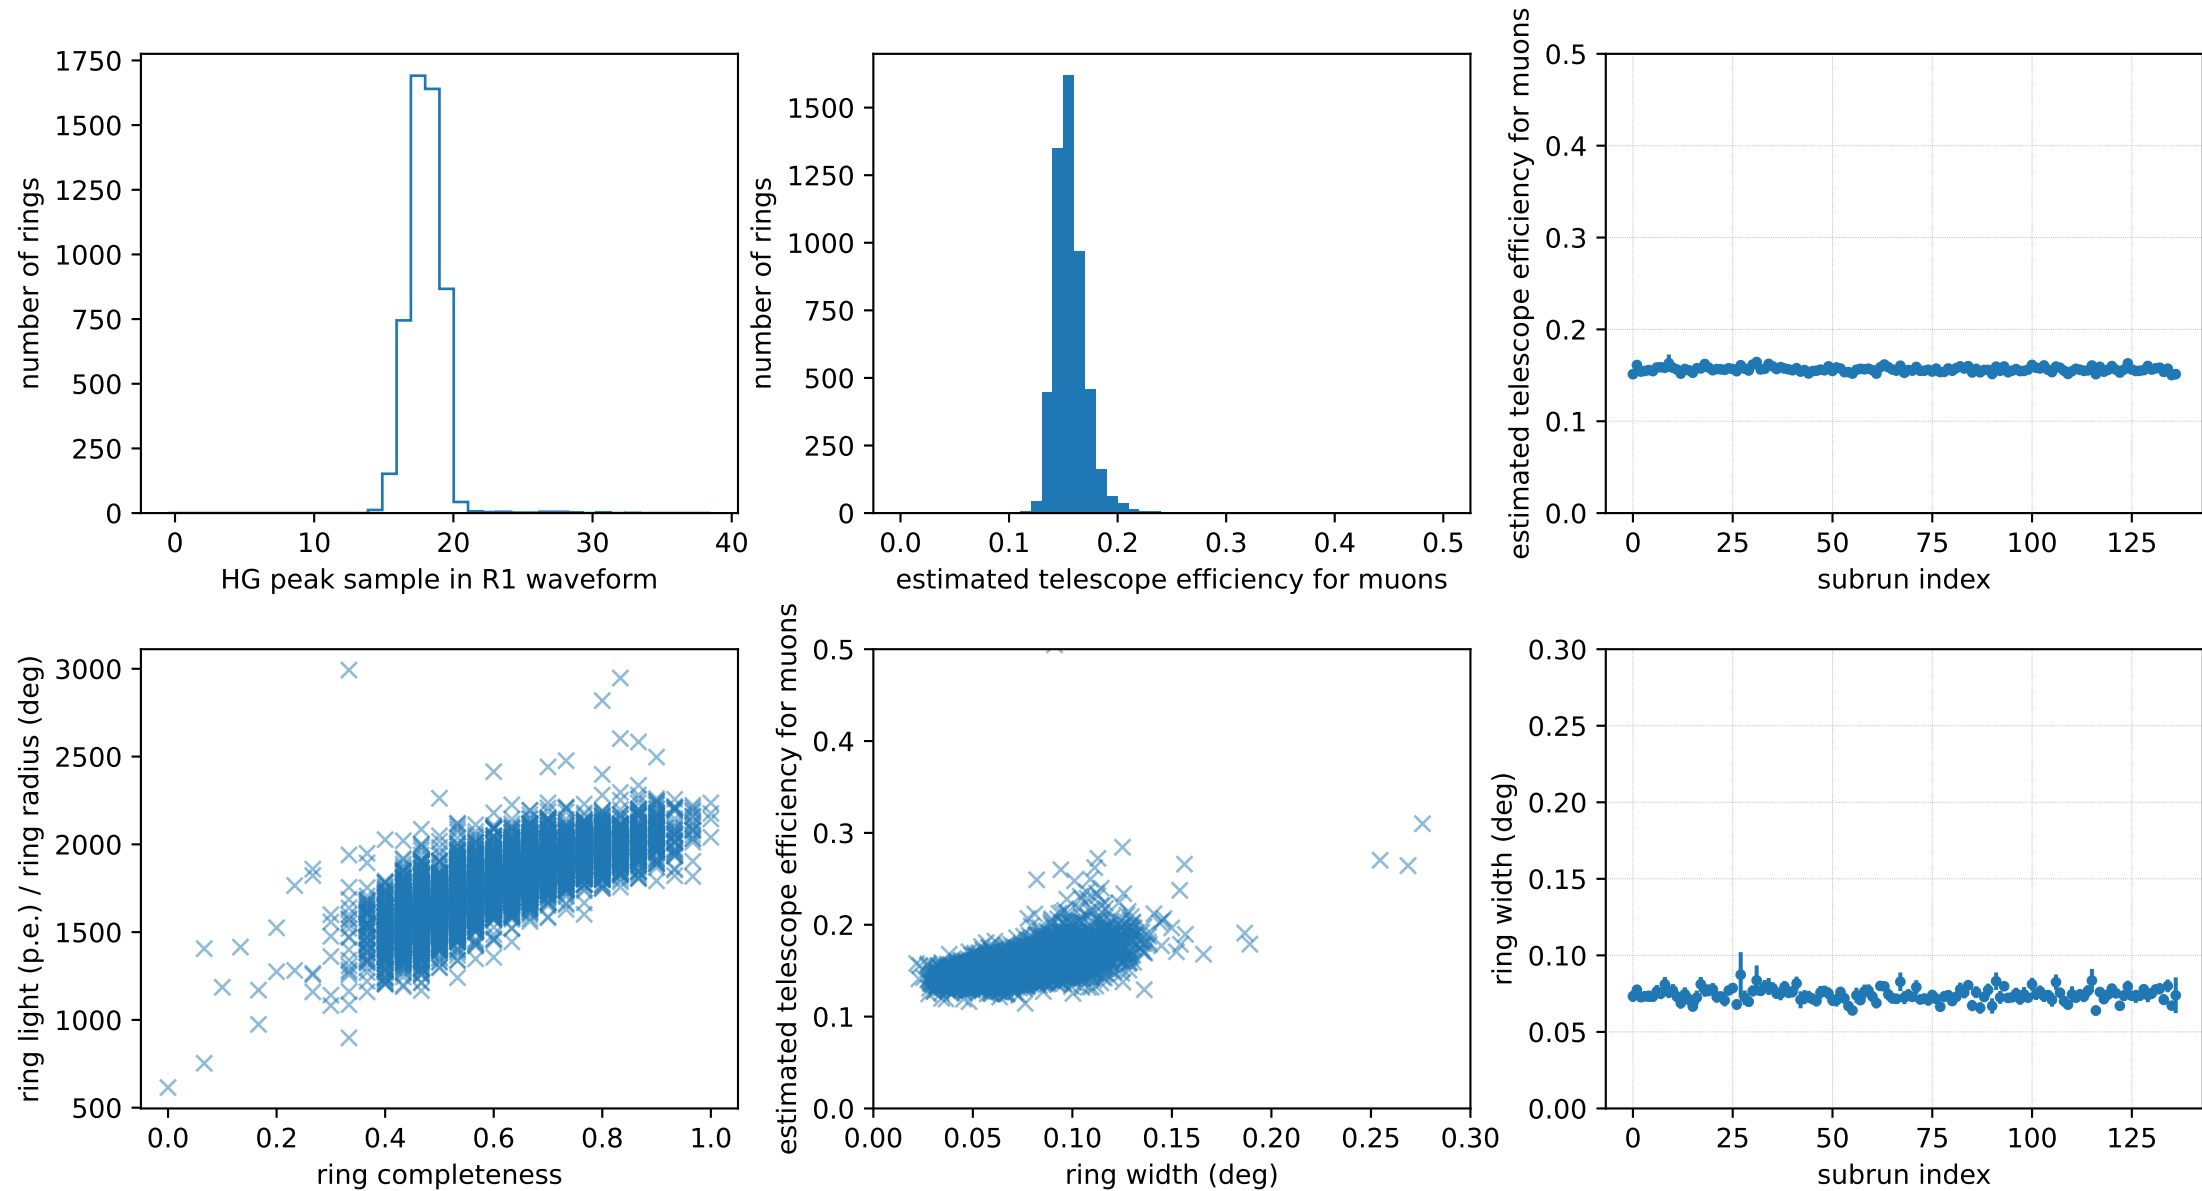 number of rings
1750
1500
1250
1000
750
500
250
0
0 10 20 30 40
HG peak sample in R1 waveform
number of rings
1500
1250
1000
750
500
250
0
0.0 0.1 0.2 0.3 0.4 0.5
estimated telescope efficiency for muons
estimated telescope efficiency for muons
0.5
0.4
0.3
0.2
0.1
0.0
0 25 50 75 100 125
subrun index
ring light (p.e.) / ring radius (deg)
3000
2500
2000
1500
1000
500
0.0 0.2 0.4 0.6 0.8 1.0
ring completeness
estimated telescope efficiency for muons
0.5
0.4
0.3
0.2
0.1
0.0
0.00 0.05 0.10 0.15 0.20 0.25 0.30
ring width (deg)
ring width (deg)
0.30
0.25
0.20
0.15
0.10
0.05
0.00
0 25 50 75 100 125
subrun index